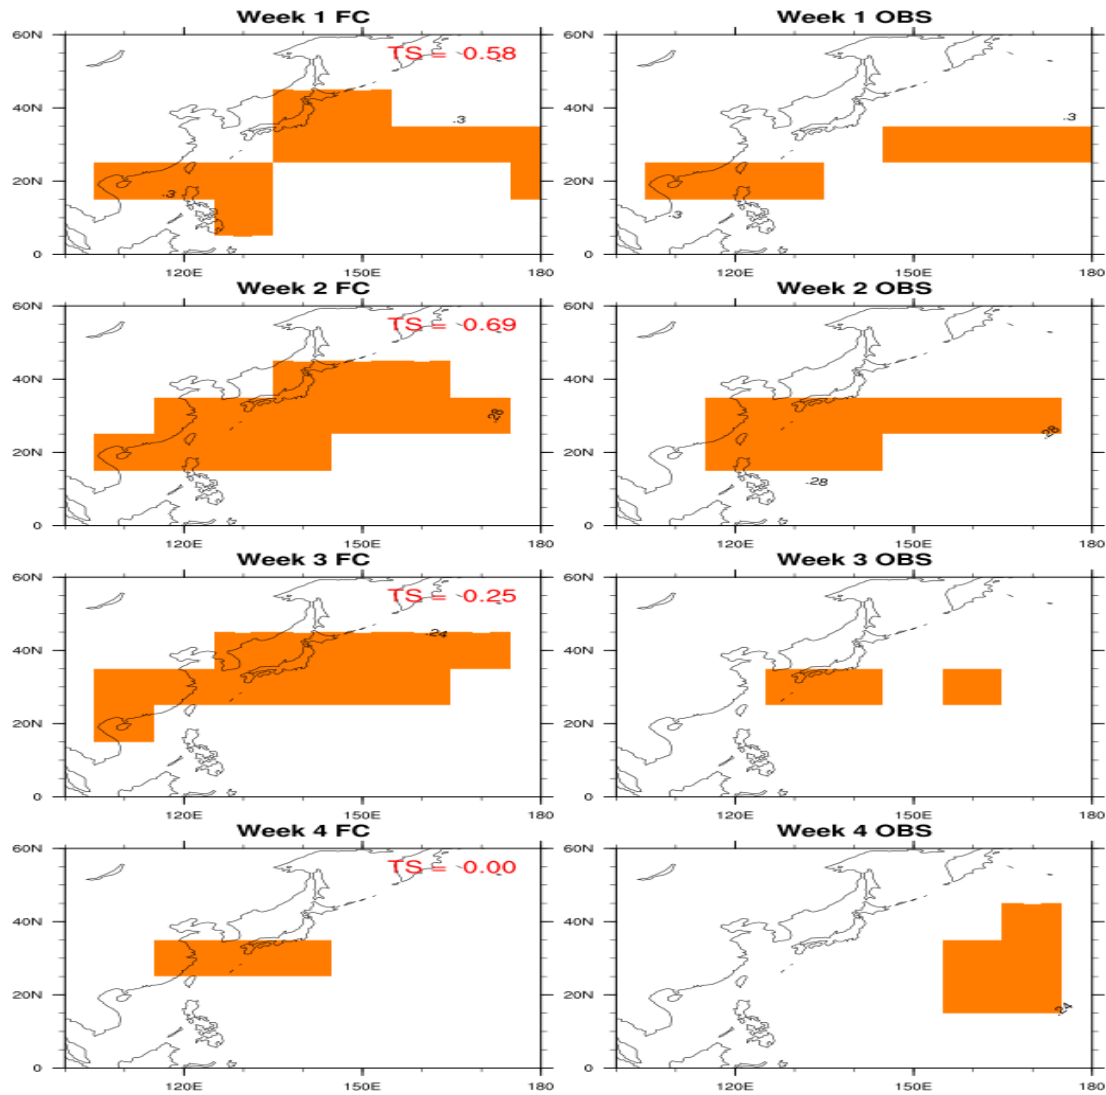 Week 1 FC
Week 1 OBS
60N
TS = 0.58
60N
40N
.3
40N
.3
20N
.3
20N
.3
0
0
120E 150E 180
120E 150E 180
Week 2 FC
Week 2 OBS
60N
TS = 0.69
60N
40N
40N
.28
.28
20N
20N
.28
0
0
120E 150E 180
120E 150E 180
Week 3 FC
Week 3 OBS
60N
TS = 0.25
60N
.24
40N
40N
20N
20N
0
0
120E 150E 180
120E 150E 180
Week 4 FC
Week 4 OBS
60N
TS = 0.00
60N
40N
40N
20N
20N
.24
0
0
120E 150E 180
120E 150E 180